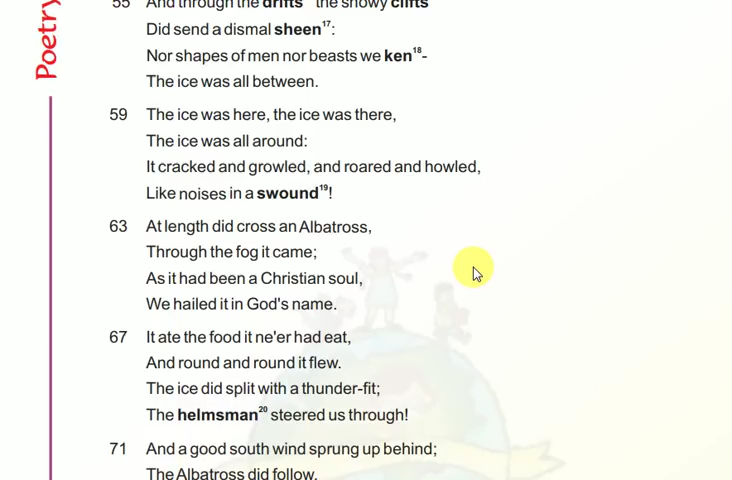 Poetry
55 And through the drifts the snowy clifts
Did send a dismal sheen17:
Nor shapes of men nor beasts we ken18-
The ice was all between.
59 The ice was here, the ice was there,
The ice was all around:
It cracked and growled, and roared and howled,
Like noises in a swound19!
63 At length did cross an Albatross,
Through the fog it came;
As it had been a Christian soul,
We hailed it in God's name.
67 It ate the food it ne'er had eat,
And round and round it flew.
The ice did split with a thunder-fit;
The helmsman20 steered us through!
71 And a good south wind sprung up behind;
The Albatross did follow,